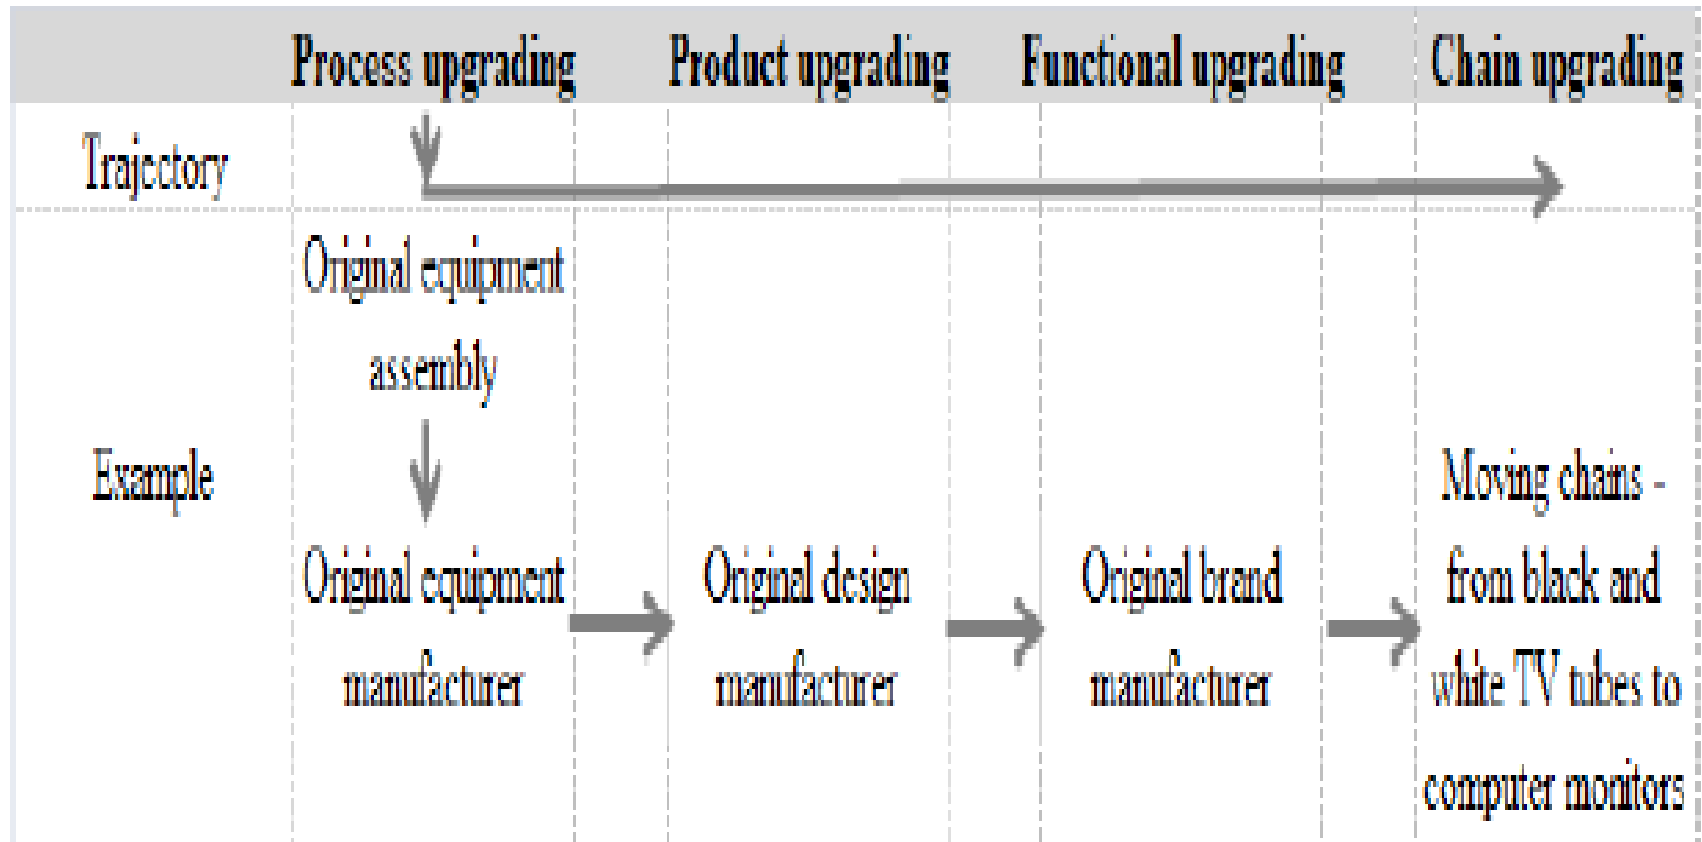 Process upgrading Product upgrading Functional upgrading Chain upgrading
Trajectory
Example
Original equipment
assembly
Original equipment
manufacturer
Original design
manufacturer
Original brand
manufacturer
Moving chains -
from black and
white TV tubes to
computer monitors